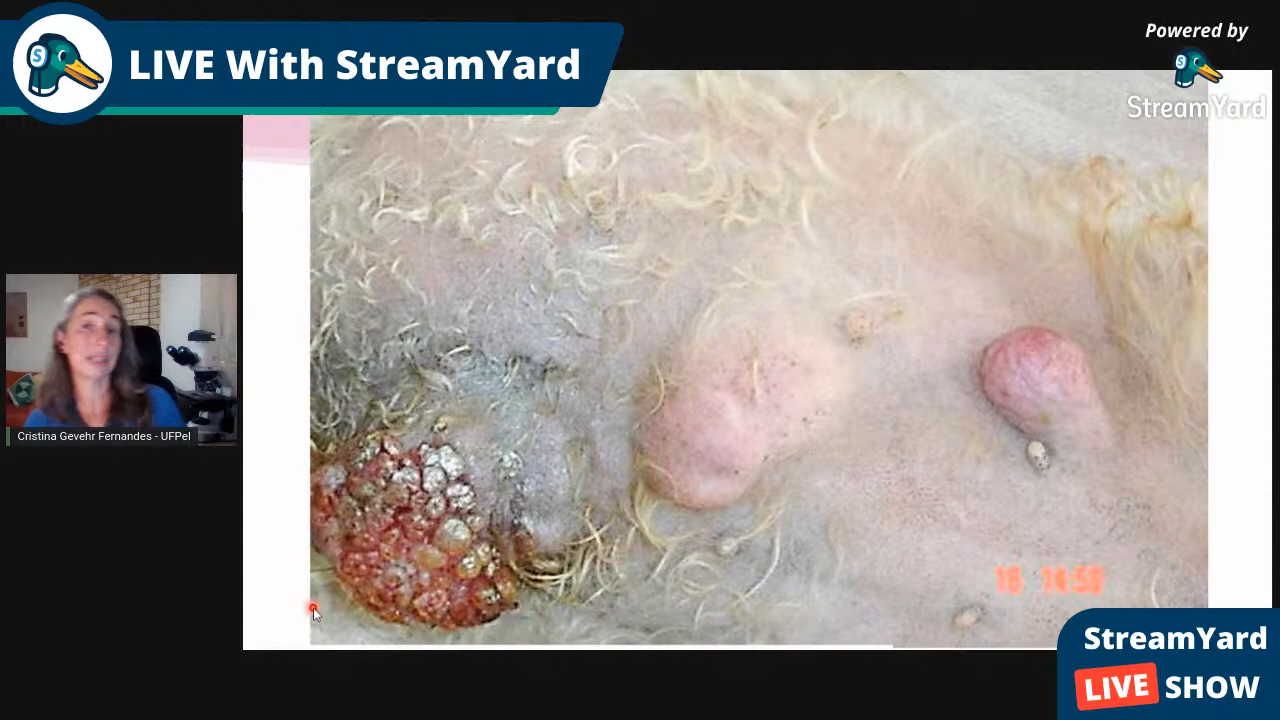 LIVE With StreamYard
Powered by
StreamYard
Cristina Gevehr Fernandes - UFPel
StreamYard
LIVE SHOW